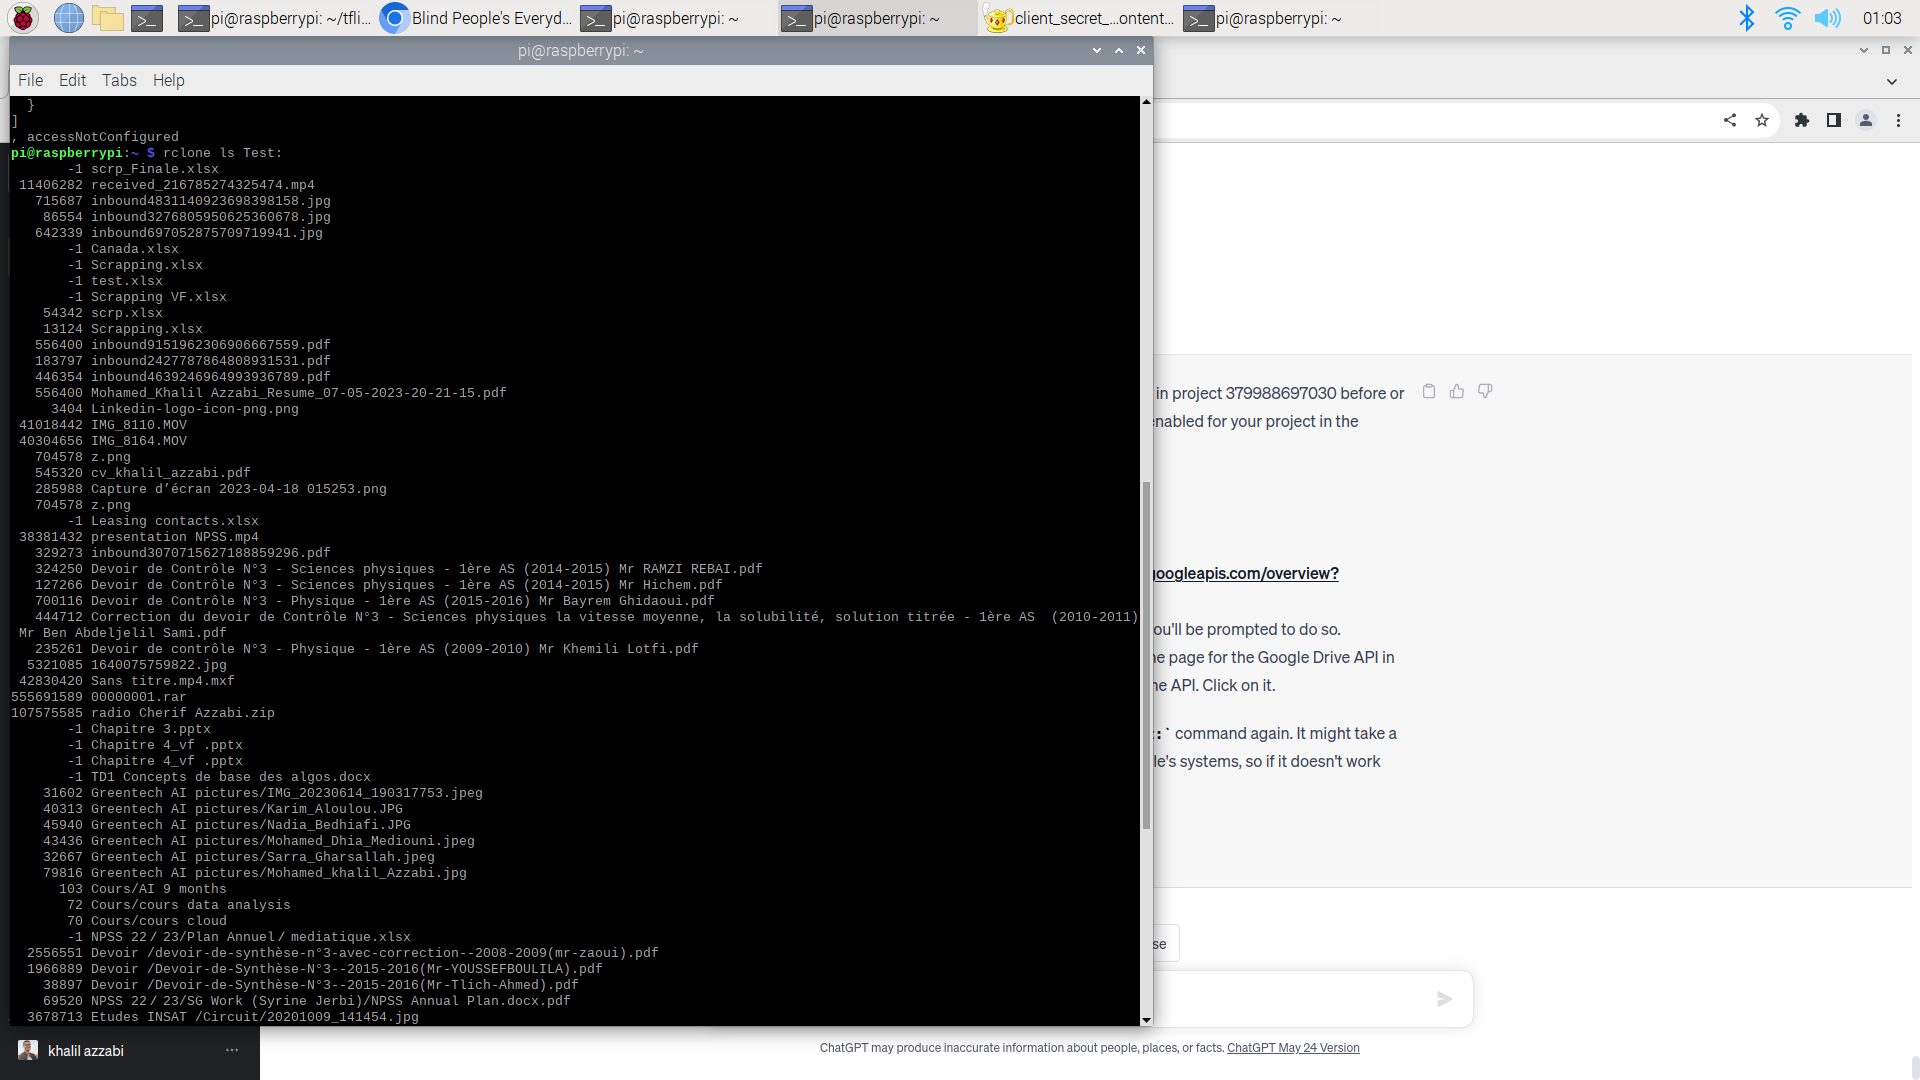 pi@raspberrypi: ~/tfli...
Blind People's Everyd...
pi@raspberrypi: ~
pi@raspberrypi: ~
client_secret_...ontent...
pi@raspberrypi: ~
01:03
pi@raspberrypi: ~
File Edit Tabs Help
}
]
, accessNotConfigured
pi@raspberrypi:~ $ rclone ls Test:
-1 scrp_Finale.xlsx
11406282 received_216785274325474.mp4
715687 inbound4831140923698398158.jpg
86554 inbound3276805950625360678.jpg
642339 inbound697052875709719941.jpg
-1 Canada.xlsx
-1 Scrapping.xlsx
-1 test.xlsx
-1 Scrapping VF.xlsx
54342 scrp.xlsx
13124 Scrapping.xlsx
556400 inbound9151962306906667559.pdf
183797 inbound2427787864808931531.pdf
446354 inbound4639246964993936789.pdf
556400 Mohamed_Khalil Azzabi_Resume_07-05-2023-20-21-15.pdf
3404 Linkedin-logo-icon-png.png
41018442 IMG_8110.MOV
40304656 IMG_8164.MOV
704578 z.png
545320 cv_khalil_azzabi.pdf
285988 Capture d’écran 2023-04-18 015253.png
704578 z.png
-1 Leasing contacts.xlsx
38381432 presentation NPSS.mp4
329273 inbound3070715627188859296.pdf
324250 Devoir de Contrôle N°3 - Sciences physiques - 1ère AS (2014-2015) Mr RAMZI REBAI.pdf
127266 Devoir de Contrôle N°3 - Sciences physiques - 1ère AS (2014-2015) Mr Hichem.pdf
700116 Devoir de Contrôle N°3 - Physique - 1ère AS (2015-2016) Mr Bayrem Ghidaoui.pdf
444712 Correction du devoir de Contrôle N°3 - Sciences physiques la vitesse moyenne, la solubilité, solution titrée - 1ère AS  (2010-2011)
Mr Ben Abdeljelil Sami.pdf
235261 Devoir de contrôle N°3 - Physique - 1ère AS (2009-2010) Mr Khemili Lotfi.pdf
5321085 1640075759822.jpg
42830420 Sans titre.mp4.mxf
555691589 00000001.rar
107575585 radio Cherif Azzabi.zip
-1 Chapitre 3.pptx
-1 Chapitre 4_vf .pptx
-1 Chapitre 4_vf .pptx
-1 TD1 Concepts de base des algos.docx
31602 Greentech AI pictures/IMG_20230614_190317753.jpeg
40313 Greentech AI pictures/Karim_Aloulou.JPG
45940 Greentech AI pictures/Nadia_Bedhiafi.JPG
43436 Greentech AI pictures/Mohamed_Dhia_Mediouni.jpeg
32667 Greentech AI pictures/Sarra_Gharsallah.jpeg
79816 Greentech AI pictures/Mohamed_khalil_Azzabi.jpg
103 Cours/AI 9 months
72 Cours/cours data analysis
70 Cours/cours cloud
-1 NPSS 22／23/Plan Annuel／mediatique.xlsx
2556551 Devoir /devoir-de-synthèse-n°3-avec-correction--2008-2009(mr-zaoui).pdf
1966889 Devoir /Devoir-de-Synthèse-N°3--2015-2016(Mr-YOUSSEFBOULILA).pdf
38897 Devoir /Devoir-de-Synthèse-N°3--2015-2016(Mr-Tlich-Ahmed).pdf
69520 NPSS 22／23/SG Work (Syrine Jerbi)/NPSS Annual Plan.docx.pdf
3678713 Etudes INSAT /Circuit/20201009_141454.jpg
in project 379988697030 before or
nabled for your project in the
googleapis.com/overview?
ou'll be prompted to do so.
e page for the Google Drive API in
e API. Click on it.
:` command again. It might take a
le's systems, so if it doesn't work
se
khalil azzabi
ChatGPT may produce inaccurate information about people, places, or facts. ChatGPT May 24 Version